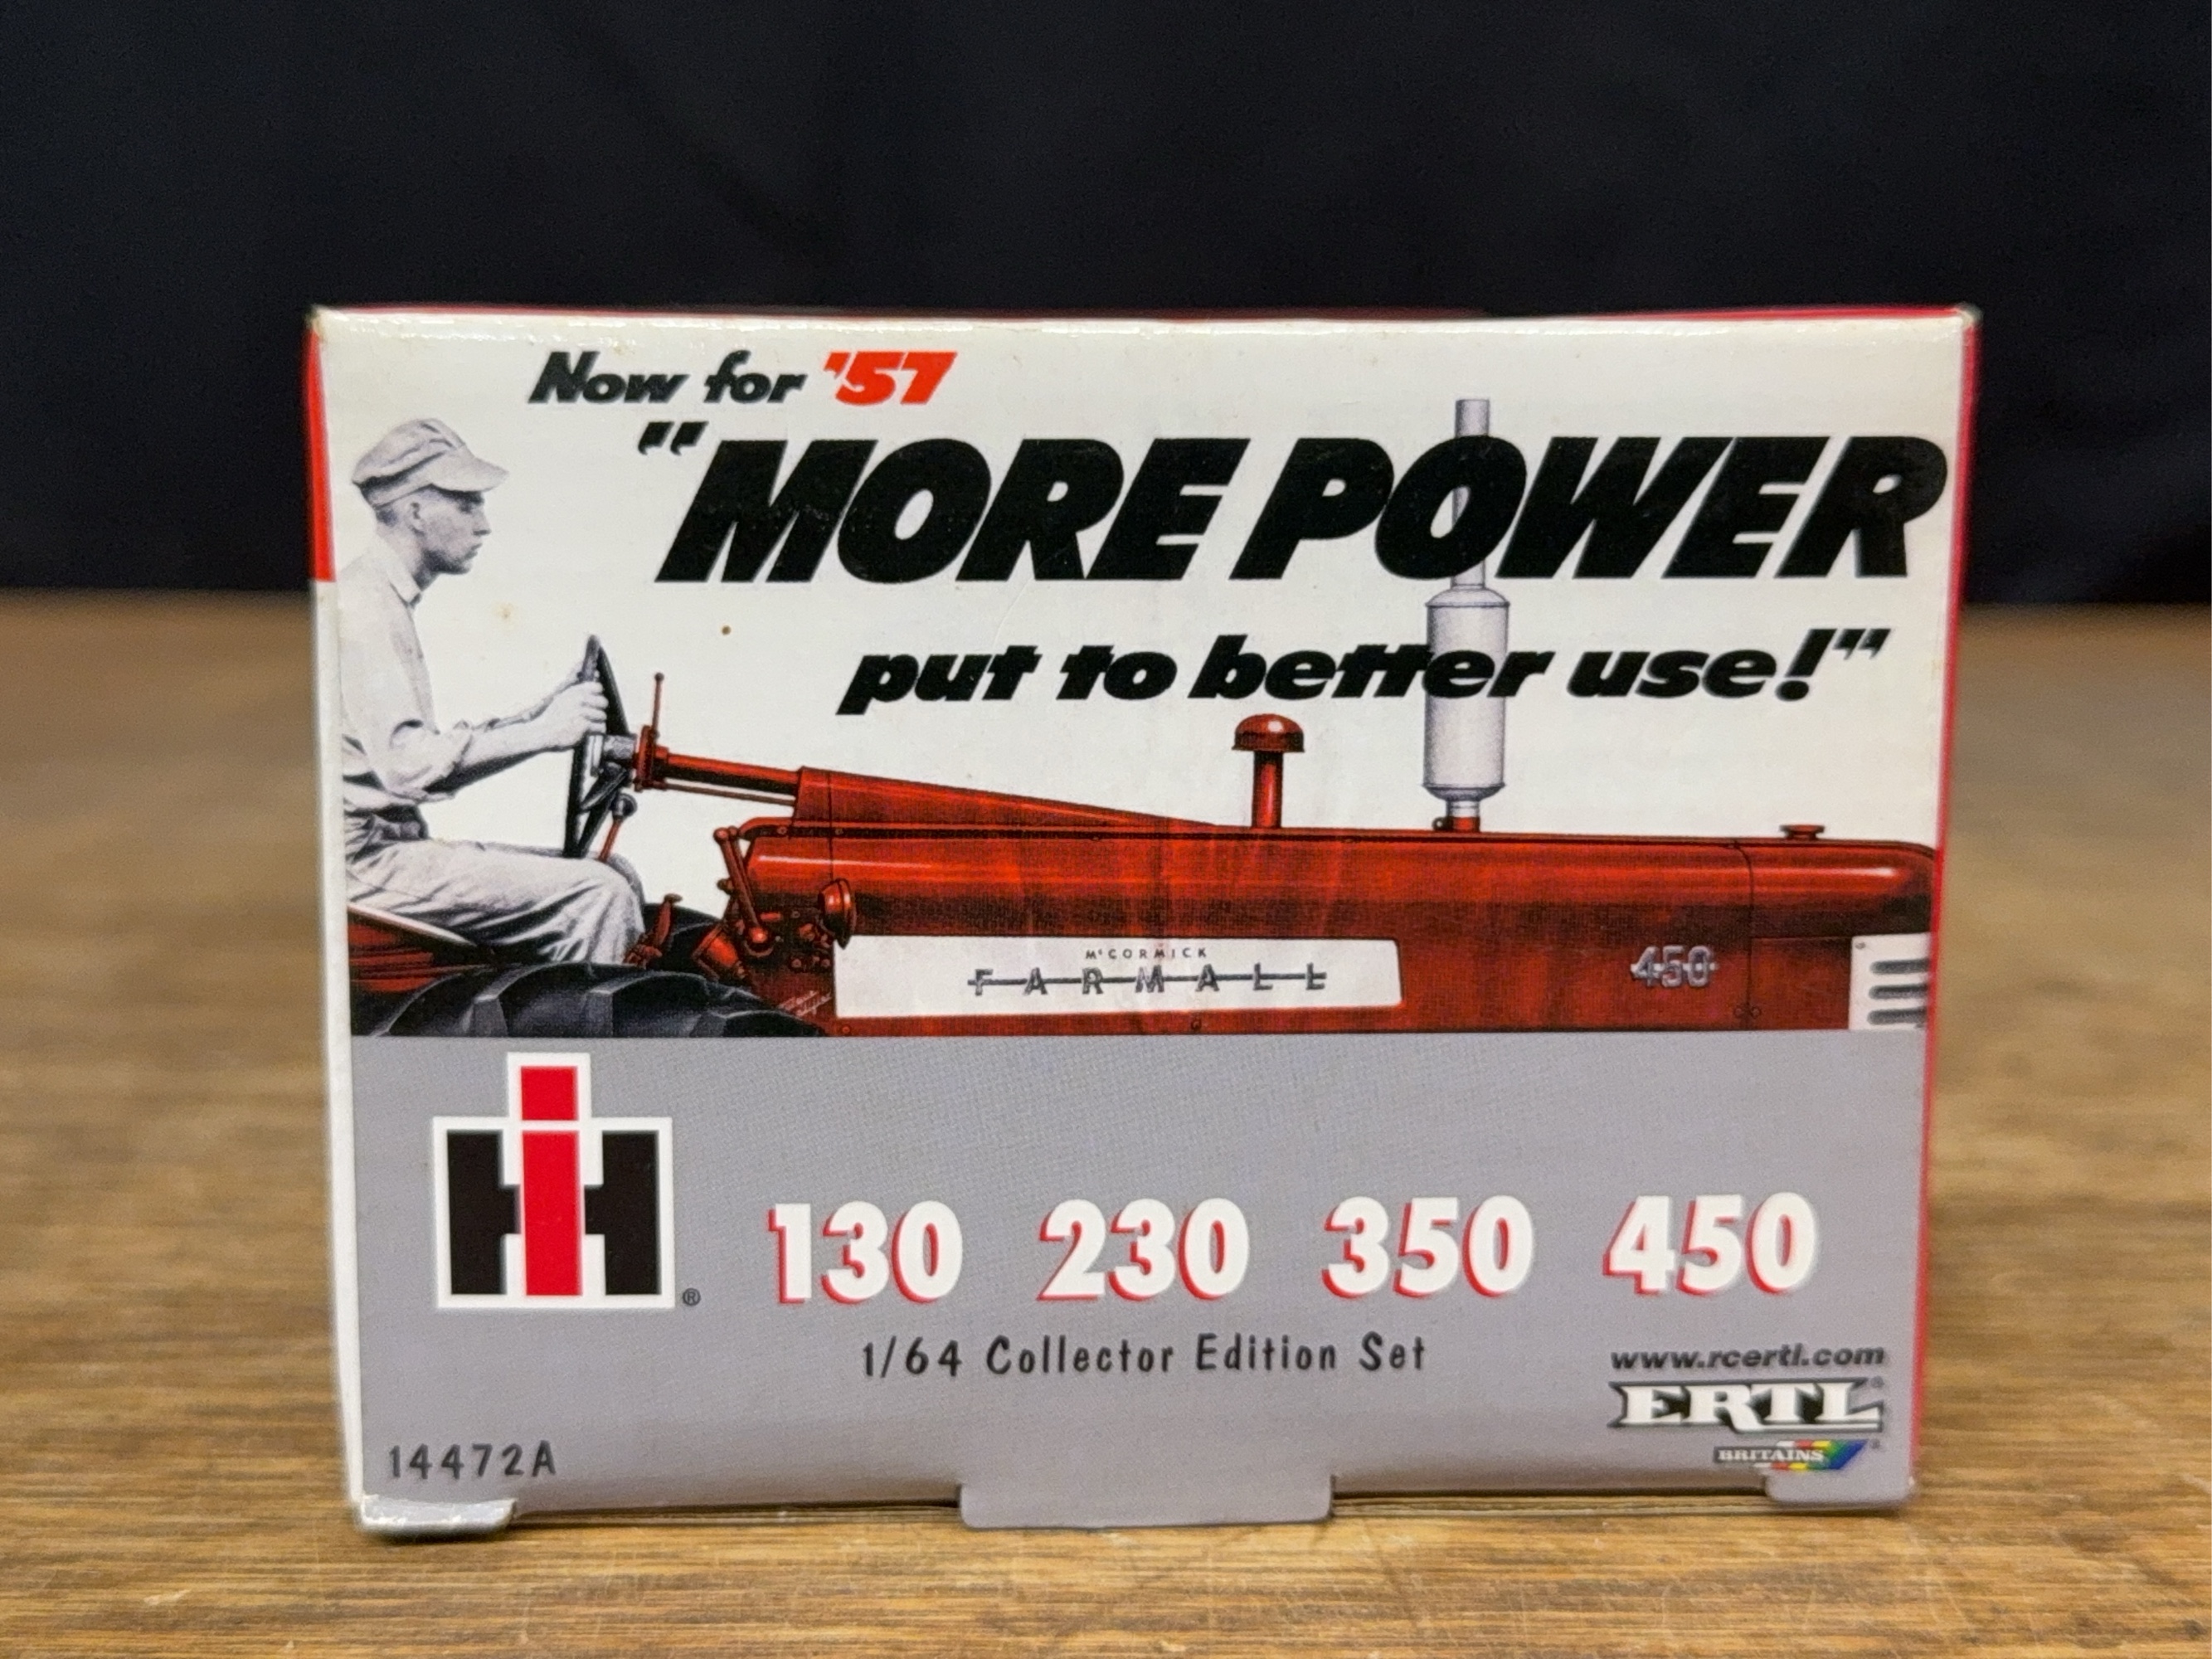 Now for '57
"MORE POWER
put to better use!"
McCORMICK
FARMALL
450
IH®
130 230 350 450
1/64 Collector Edition Set
www.rcertl.com
ERTL®
BRITAINS®
14472A